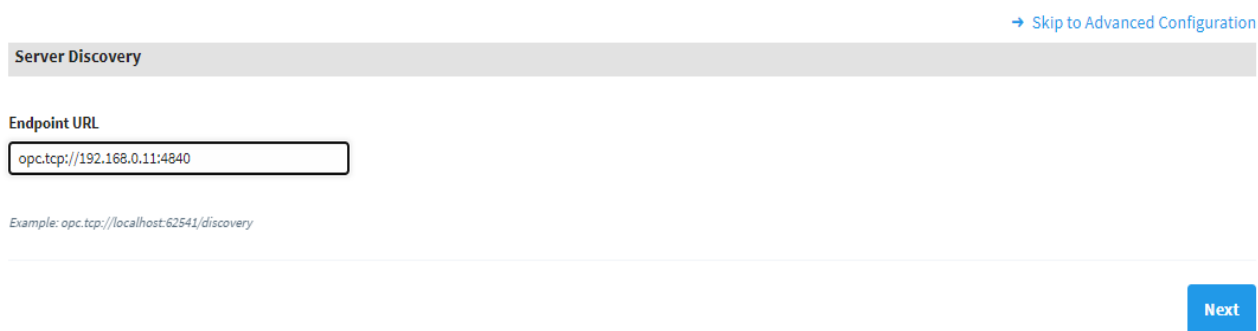 → Skip to Advanced Configuration
Server Discovery
Endpoint URL
opc.tcp://192.168.0.11:4840
Example: opc.tcp://localhost:62541/discovery
Next